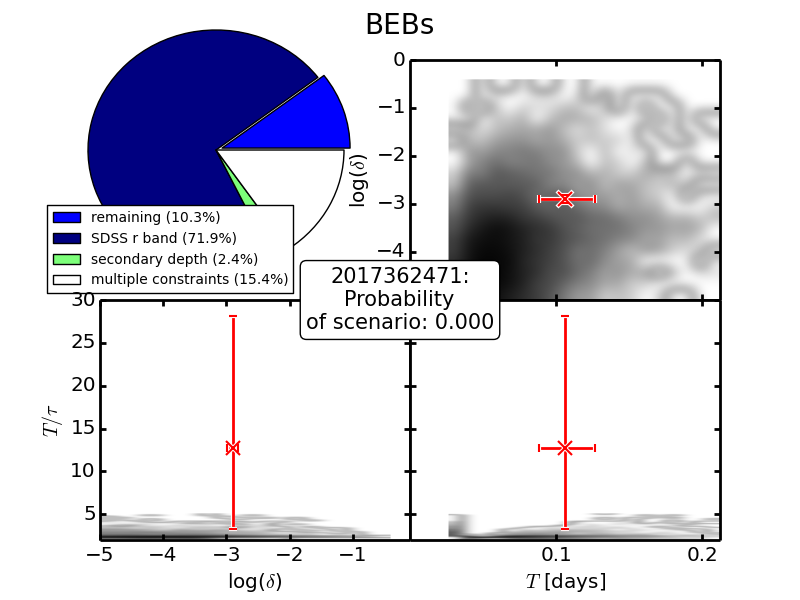 BEBs
remaining (10.3%)
SDSS r band (71.9%)
secondary depth (2.4%)
multiple constraints (15.4%)
0
−1
−2
−3
−4
log(δ)
2017362471:
Probability
of scenario: 0.000
30
25
20
15
10
5
T/τ
−5 −4 −3 −2 −1
log(δ)
0.1 0.2
T [days]